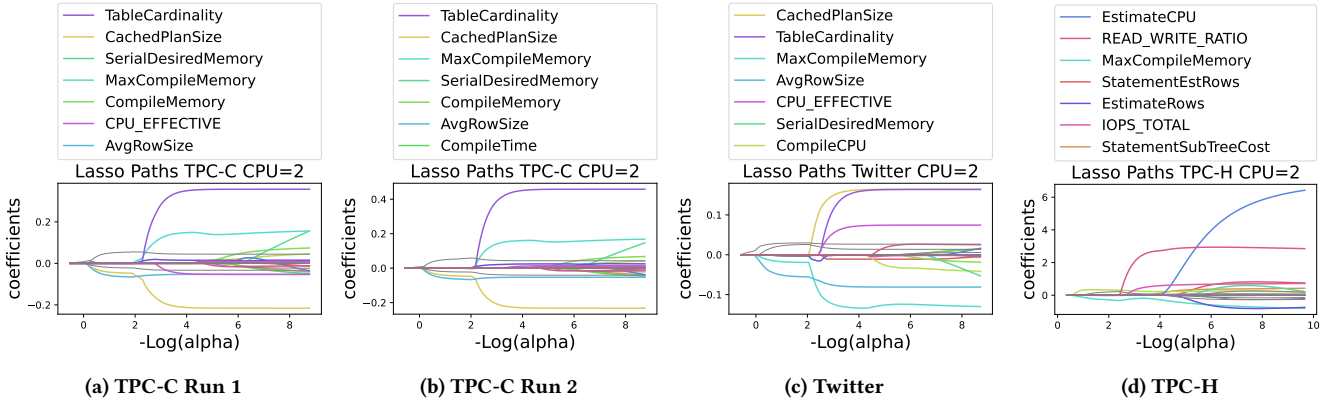 TableCardinality
CachedPlanSize
SerialDesiredMemory
MaxCompileMemory
CompileMemory
CPU_EFFECTIVE
AvgRowSize
Lasso Paths TPC-C CPU=2
coefficients
0.2
0.0
−0.2
0 2 4 6 8
-Log(alpha)
(a) TPC-C Run 1
TableCardinality
CachedPlanSize
MaxCompileMemory
SerialDesiredMemory
CompileMemory
AvgRowSize
CompileTime
Lasso Paths TPC-C CPU=2
coefficients
0.4
0.2
0.0
−0.2
0 2 4 6 8
-Log(alpha)
(b) TPC-C Run 2
CachedPlanSize
TableCardinality
MaxCompileMemory
AvgRowSize
CPU_EFFECTIVE
SerialDesiredMemory
CompileCPU
Lasso Paths Twitter CPU=2
coefficients
0.1
0.0
−0.1
0 2 4 6 8
-Log(alpha)
(c) Twitter
EstimateCPU
READ_WRITE_RATIO
MaxCompileMemory
StatementEstRows
EstimateRows
IOPS_TOTAL
StatementSubTreeCost
Lasso Paths TPC-H CPU=2
coefficients
6
4
2
0
0 2 4 6 8 10
-Log(alpha)
(d) TPC-H